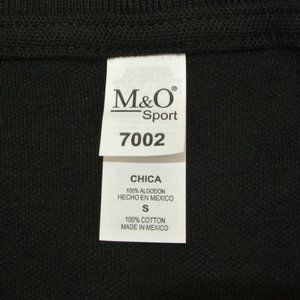 M&O®
Sport
7002
CHICA
100% ALGODON
HECHO EN MEXICO
S
100% COTTON
MADE IN MEXICO